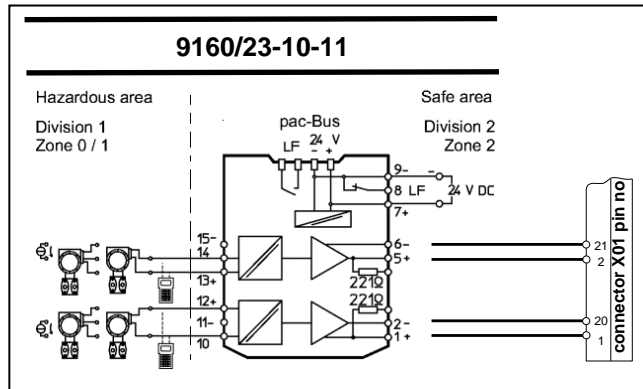 9160/23-10-11
Hazardous area
Safe area
Division 1
Zone 0 / 1
pac-Bus
Division 2
Zone 2
LF 24 V
- +
9- -
8 LF 24 V DC
7+
15-
14
13+
6-
5+
221Ω
12+
11-
10
221Ω
2-
1+
21
2
20
1
connector X01 pin no